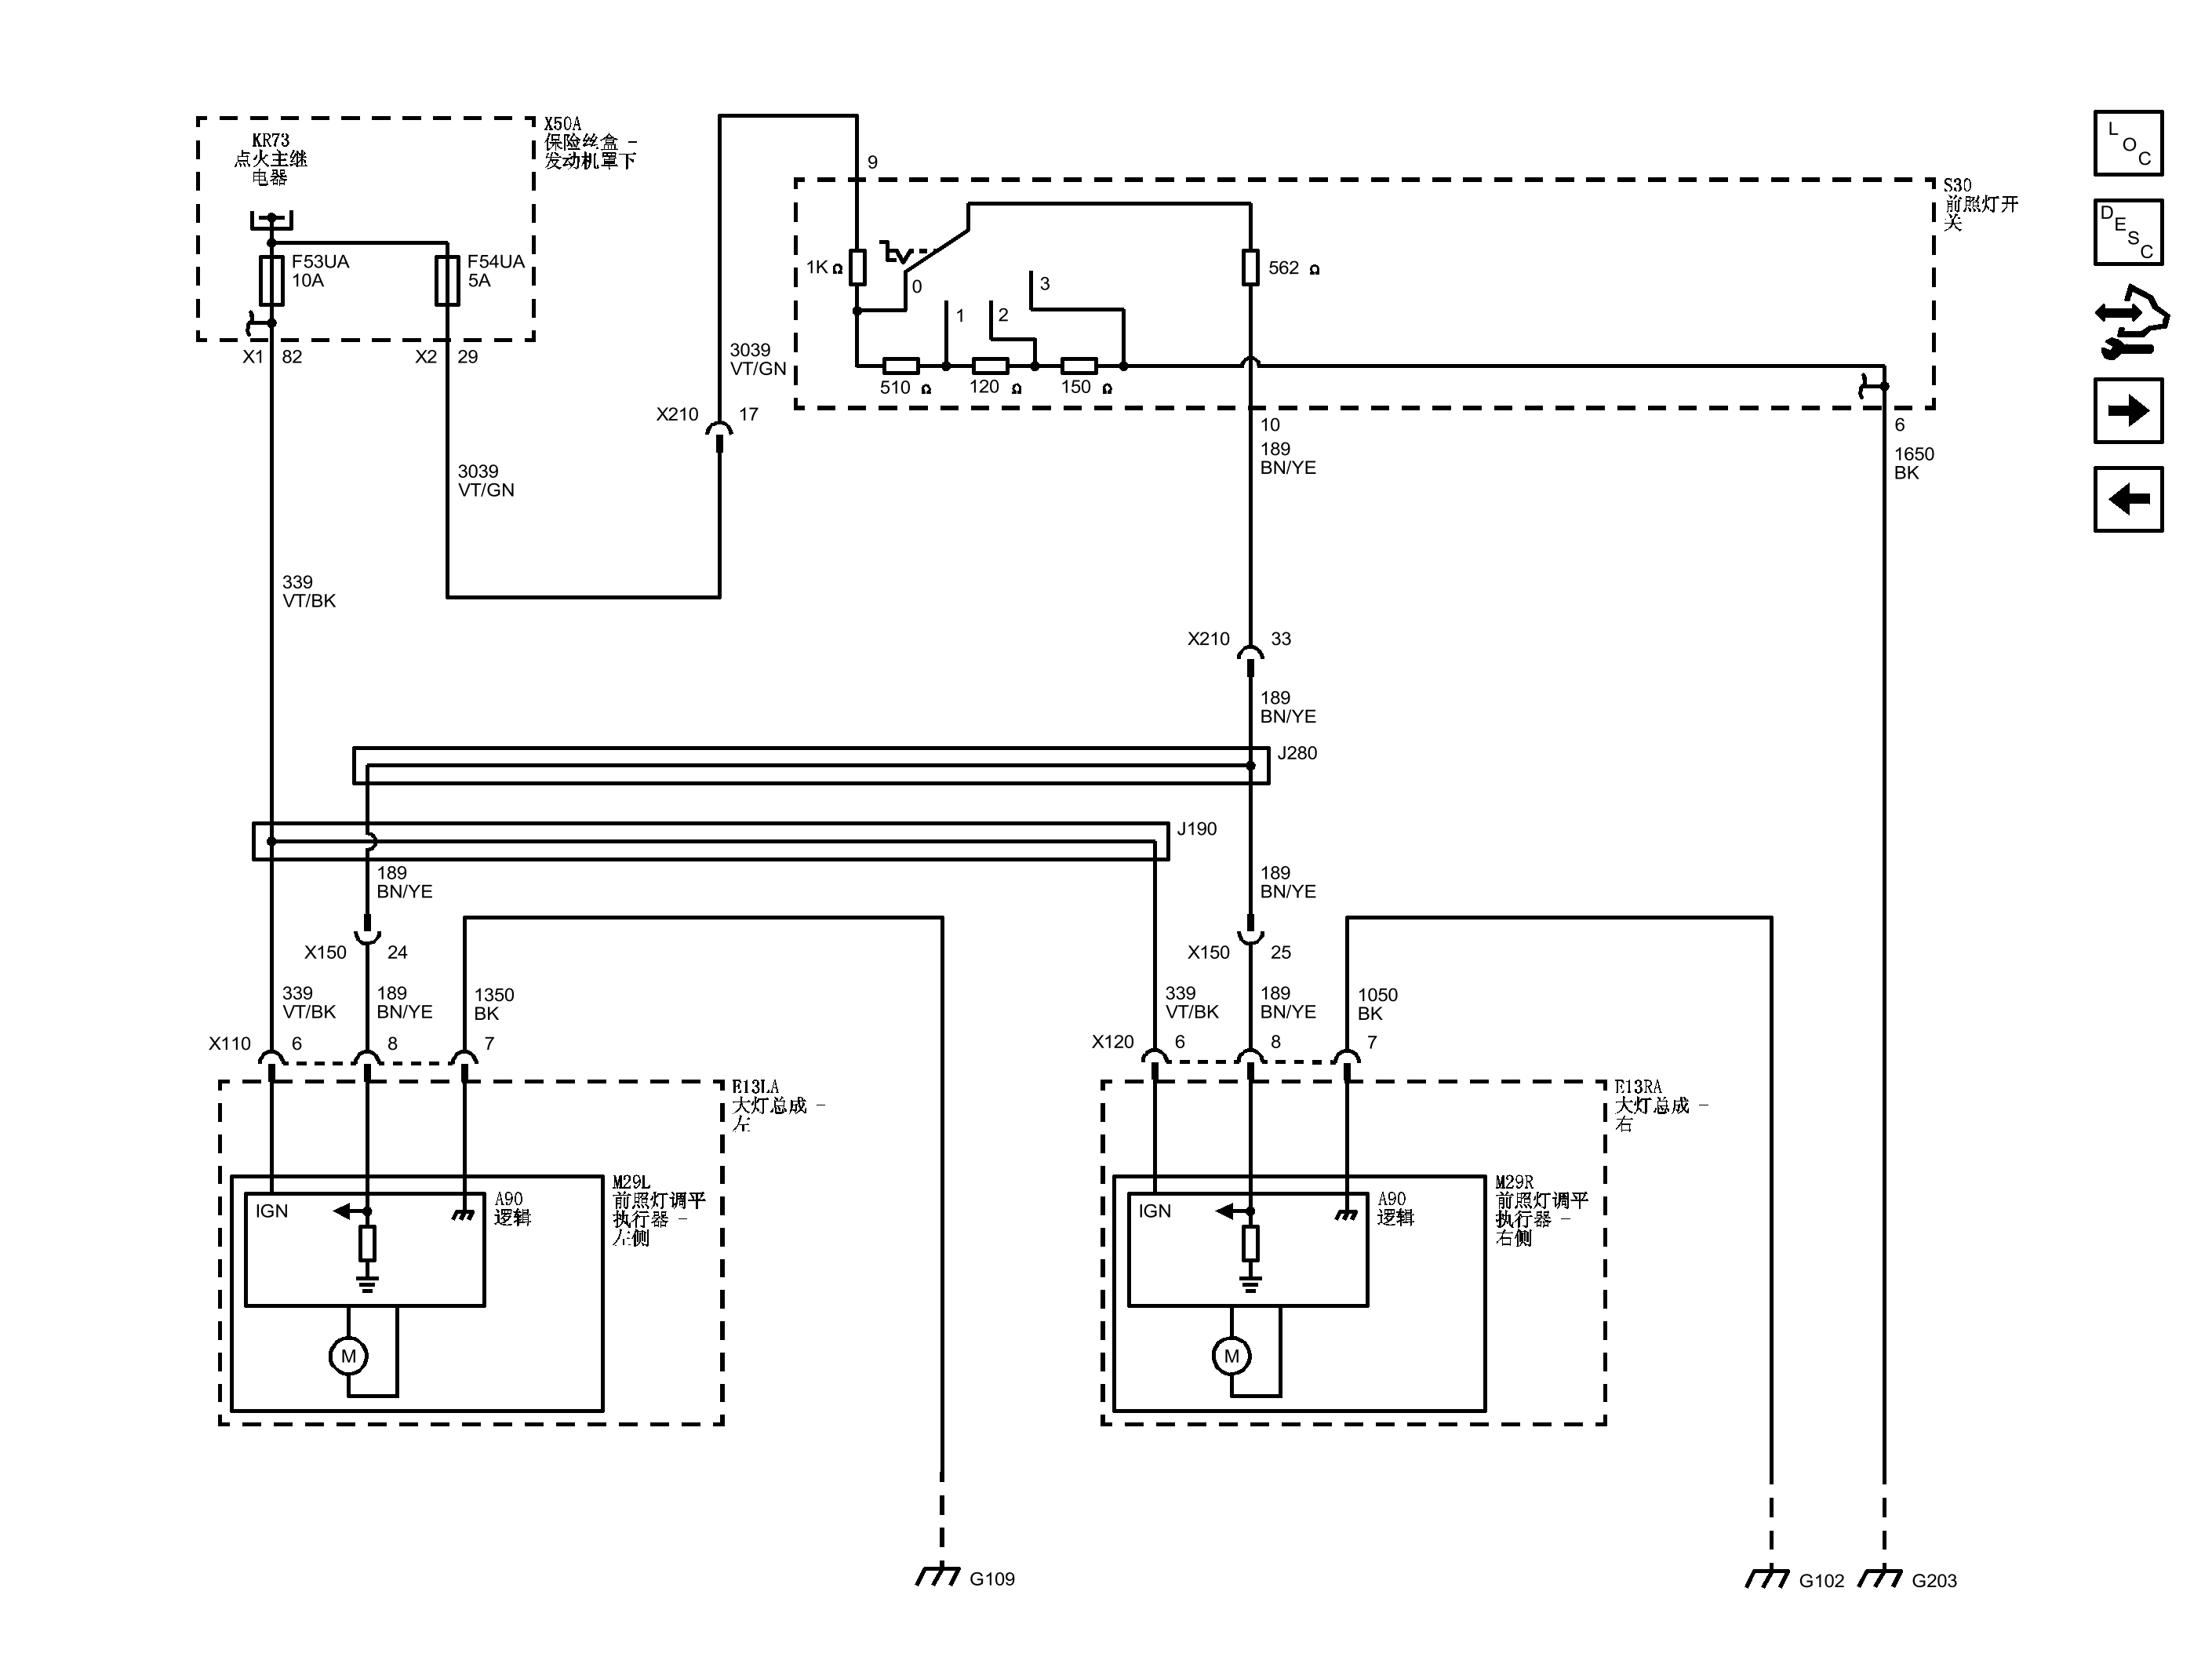 KR73
点火主继
电器
X50A
保险丝盒 -
发动机罩下
F53UA
10A
F54UA
5A
X1
82
X2
29
9
S30
前照灯开
关
1K Ω
0
1
2
3
562 Ω
510 Ω
120 Ω
150 Ω
3039
VT/GN
X210
17
3039
VT/GN
10
189
BN/YE
6
1650
BK
339
VT/BK
X210
33
189
BN/YE
J280
J190
189
BN/YE
189
BN/YE
X150
24
X150
25
339
VT/BK
189
BN/YE
1350
BK
339
VT/BK
189
BN/YE
1050
BK
X110
6
8
7
X120
6
8
7
E13LA
大灯总成 -
左
E13RA
大灯总成 -
右
IGN
A90
逻辑
M29L
前照灯调平
执行器 -
左侧
IGN
A90
逻辑
M29R
前照灯调平
执行器 -
右侧
M
M
G109
G102
G203
LOC
DESC